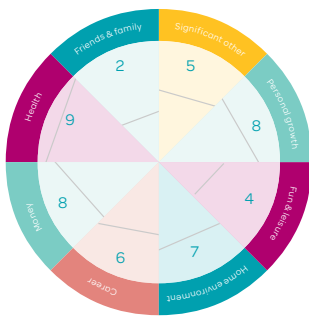 Significant other
5
Personal growth
8
Fun & leisure
4
Home environment
7
Career
6
Money
8
Health
9
Friends & family
2